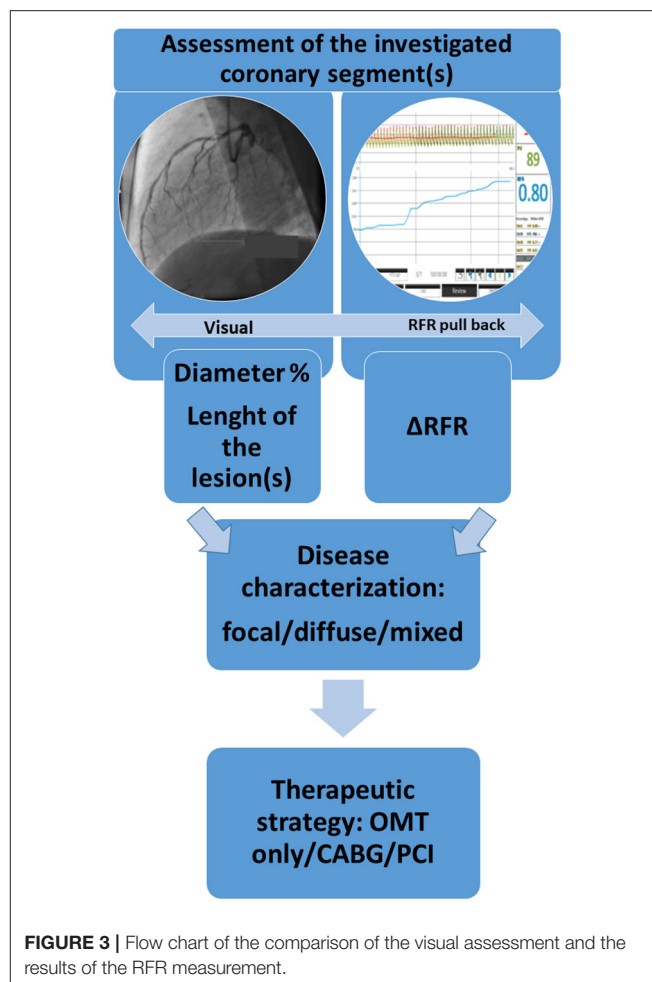 Assessment of the investigated
coronary segment(s)
89
0.80
Review
Visual
RFR pull back
Diameter %
Lenght of
the
lesion(s)
ΔRFR
Disease
characterization:
focal/diffuse/mixed
Therapeutic
strategy: OMT
only/CABG/PCI
FIGURE 3 | Flow chart of the comparison of the visual assessment and the
results of the RFR measurement.